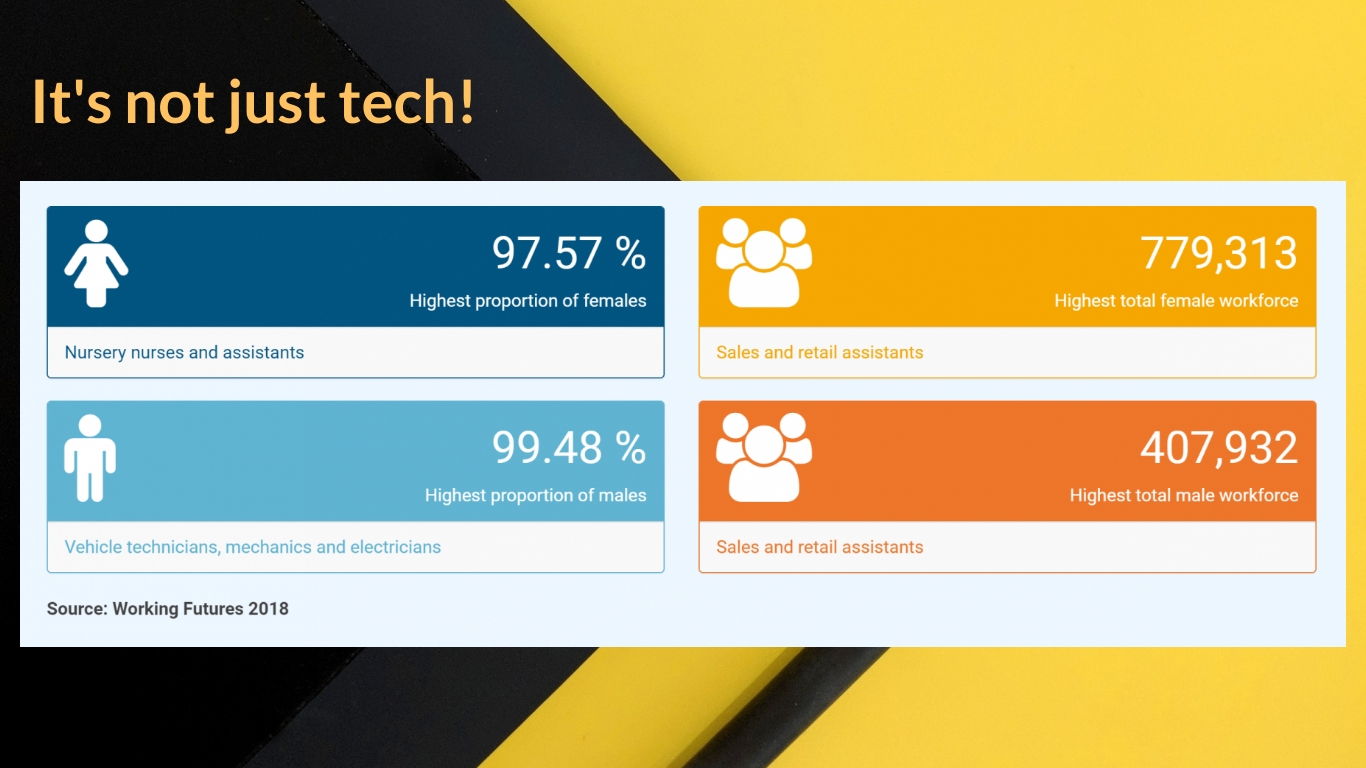 It's not just tech!
97.57 %
Highest proportion of females
Nursery nurses and assistants
779,313
Highest total female workforce
Sales and retail assistants
99.48 %
Highest proportion of males
Vehicle technicians, mechanics and electricians
407,932
Highest total male workforce
Sales and retail assistants
Source: Working Futures 2018